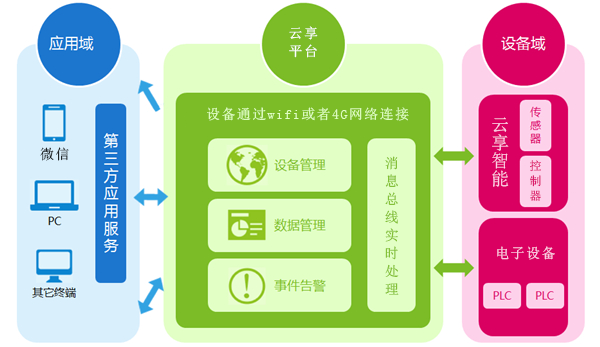 应用域
微信
PC
其它终端
第三方应用服务
云享
平台
设备通过wifi或者4G网络连接
设备管理
数据管理
事件告警
消息总线实时处理
设备域
云享智能
传感器
控制器
电子设备
PLC
PLC